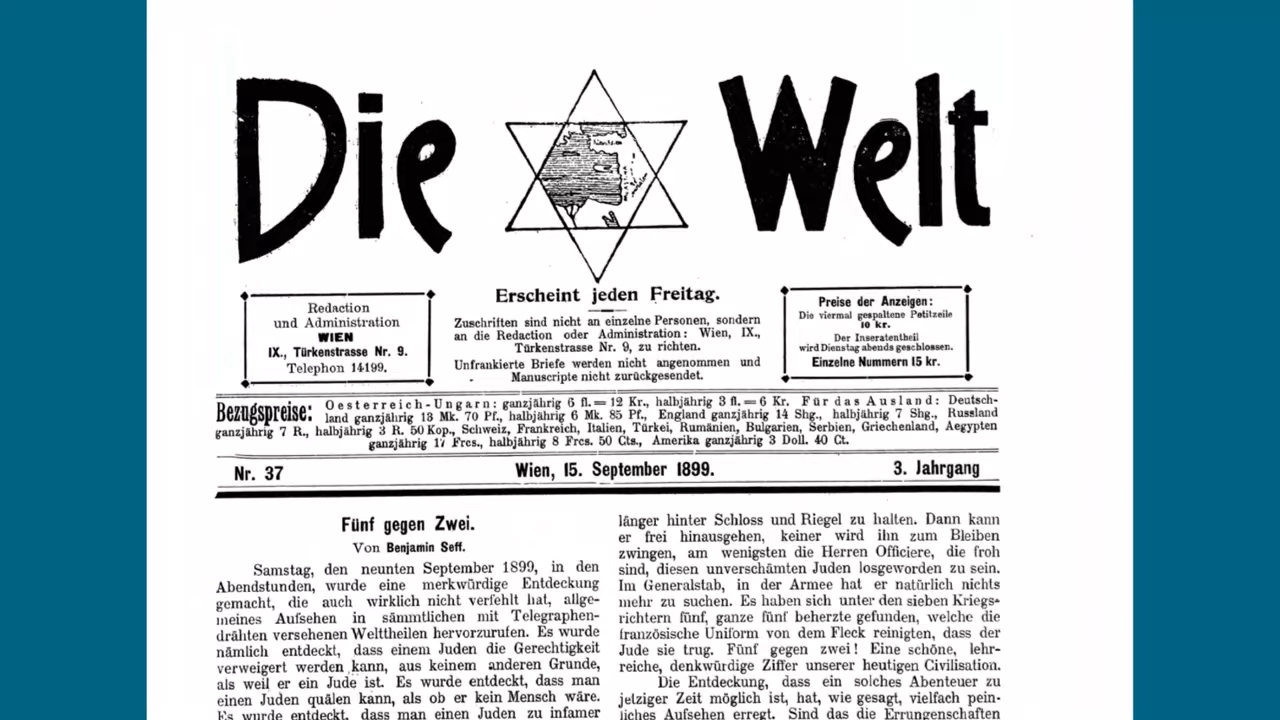 Die Welt
Erscheint jeden Freitag.
Redaction
und Administration
WIEN
IX., Türkenstrasse Nr. 9.
Telephon 14199.
Zuschriften sind nicht an einzelne Personen, sondern
an die Redaction oder Administration: Wien, IX.,
Türkenstrasse Nr. 9, zu richten.
Unfrankierte Briefe werden nicht angenommen und
Manuscripte nicht zurückgesendet.
Preise der Anzeigen:
Die viermal gespaltene Petitzeile
10 kr.
Der Inseratentheil
wird Dienstag abends geschlossen.
Einzelne Nummern 15 kr.
Bezugspreise: Oesterreich-Ungarn: ganzjährig 6 fl. = 12 Kr., halbjährig 3 fl. = 6 Kr. Für das Ausland: Deutsch-
land ganzjährig 13 Mk. 70 Pf., halbjährig 6 Mk. 85 Pf., England ganzjährig 14 Shg., halbjährig 7 Shg., Russland
ganzjährig 7 R., halbjährig 3 R. 50 Kop., Schweiz, Frankreich, Italien, Türkei, Rumänien, Bulgarien, Serbien, Griechenland, Aegypten
ganzjährig 17 Frcs., halbjährig 8 Frcs. 50 Cts., Amerika ganzjährig 3 Doll. 40 Ct.
Nr. 37
Wien, 15. September 1899.
3. Jahrgang
Fünf gegen Zwei.
Von Benjamin Seff.
Samstag, den neunten September 1899, in den
Abendstunden, wurde eine merkwürdige Entdeckung
gemacht, die auch wirklich nicht verfehlt hat, allge-
meines Aufsehen in sämmtlichen mit Telegraphen-
drähten versehenen Welttheilen hervorzurufen. Es wurde
nämlich entdeckt, dass einem Juden die Gerechtigkeit
verweigert werden kann, aus keinem anderen Grunde,
als weil er ein Jude ist. Es wurde entdeckt, dass man
einen Juden quälen kann, als ob er kein Mensch wäre.
Es wurde entdeckt, dass man einen Juden zu infamer
länger hinter Schloss und Riegel zu halten. Dann kann
er frei hinausgehen, keiner wird ihn zum Bleiben
zwingen, am wenigsten die Herren Officiere, die froh
sind, diesen unverschämten Juden losgeworden zu sein.
Im Generalstab, in der Armee hat er natürlich nichts
mehr zu suchen. Es haben sich unter den sieben Kriegs-
richtern fünf, ganze fünf beherzte gefunden, welche die
französische Uniform von dem Fleck reinigten, dass der
Jude sie trug. Fünf gegen zwei! Eine schöne, lehr-
reiche, denkwürdige Ziffer unserer heutigen Civilisation.
Die Entdeckung, dass ein solches Abenteuer zu
jetziger Zeit möglich ist, hat, wie gesagt, vielfach pein-
liches Aufsehen erregt. Sind das die Errungenschaften